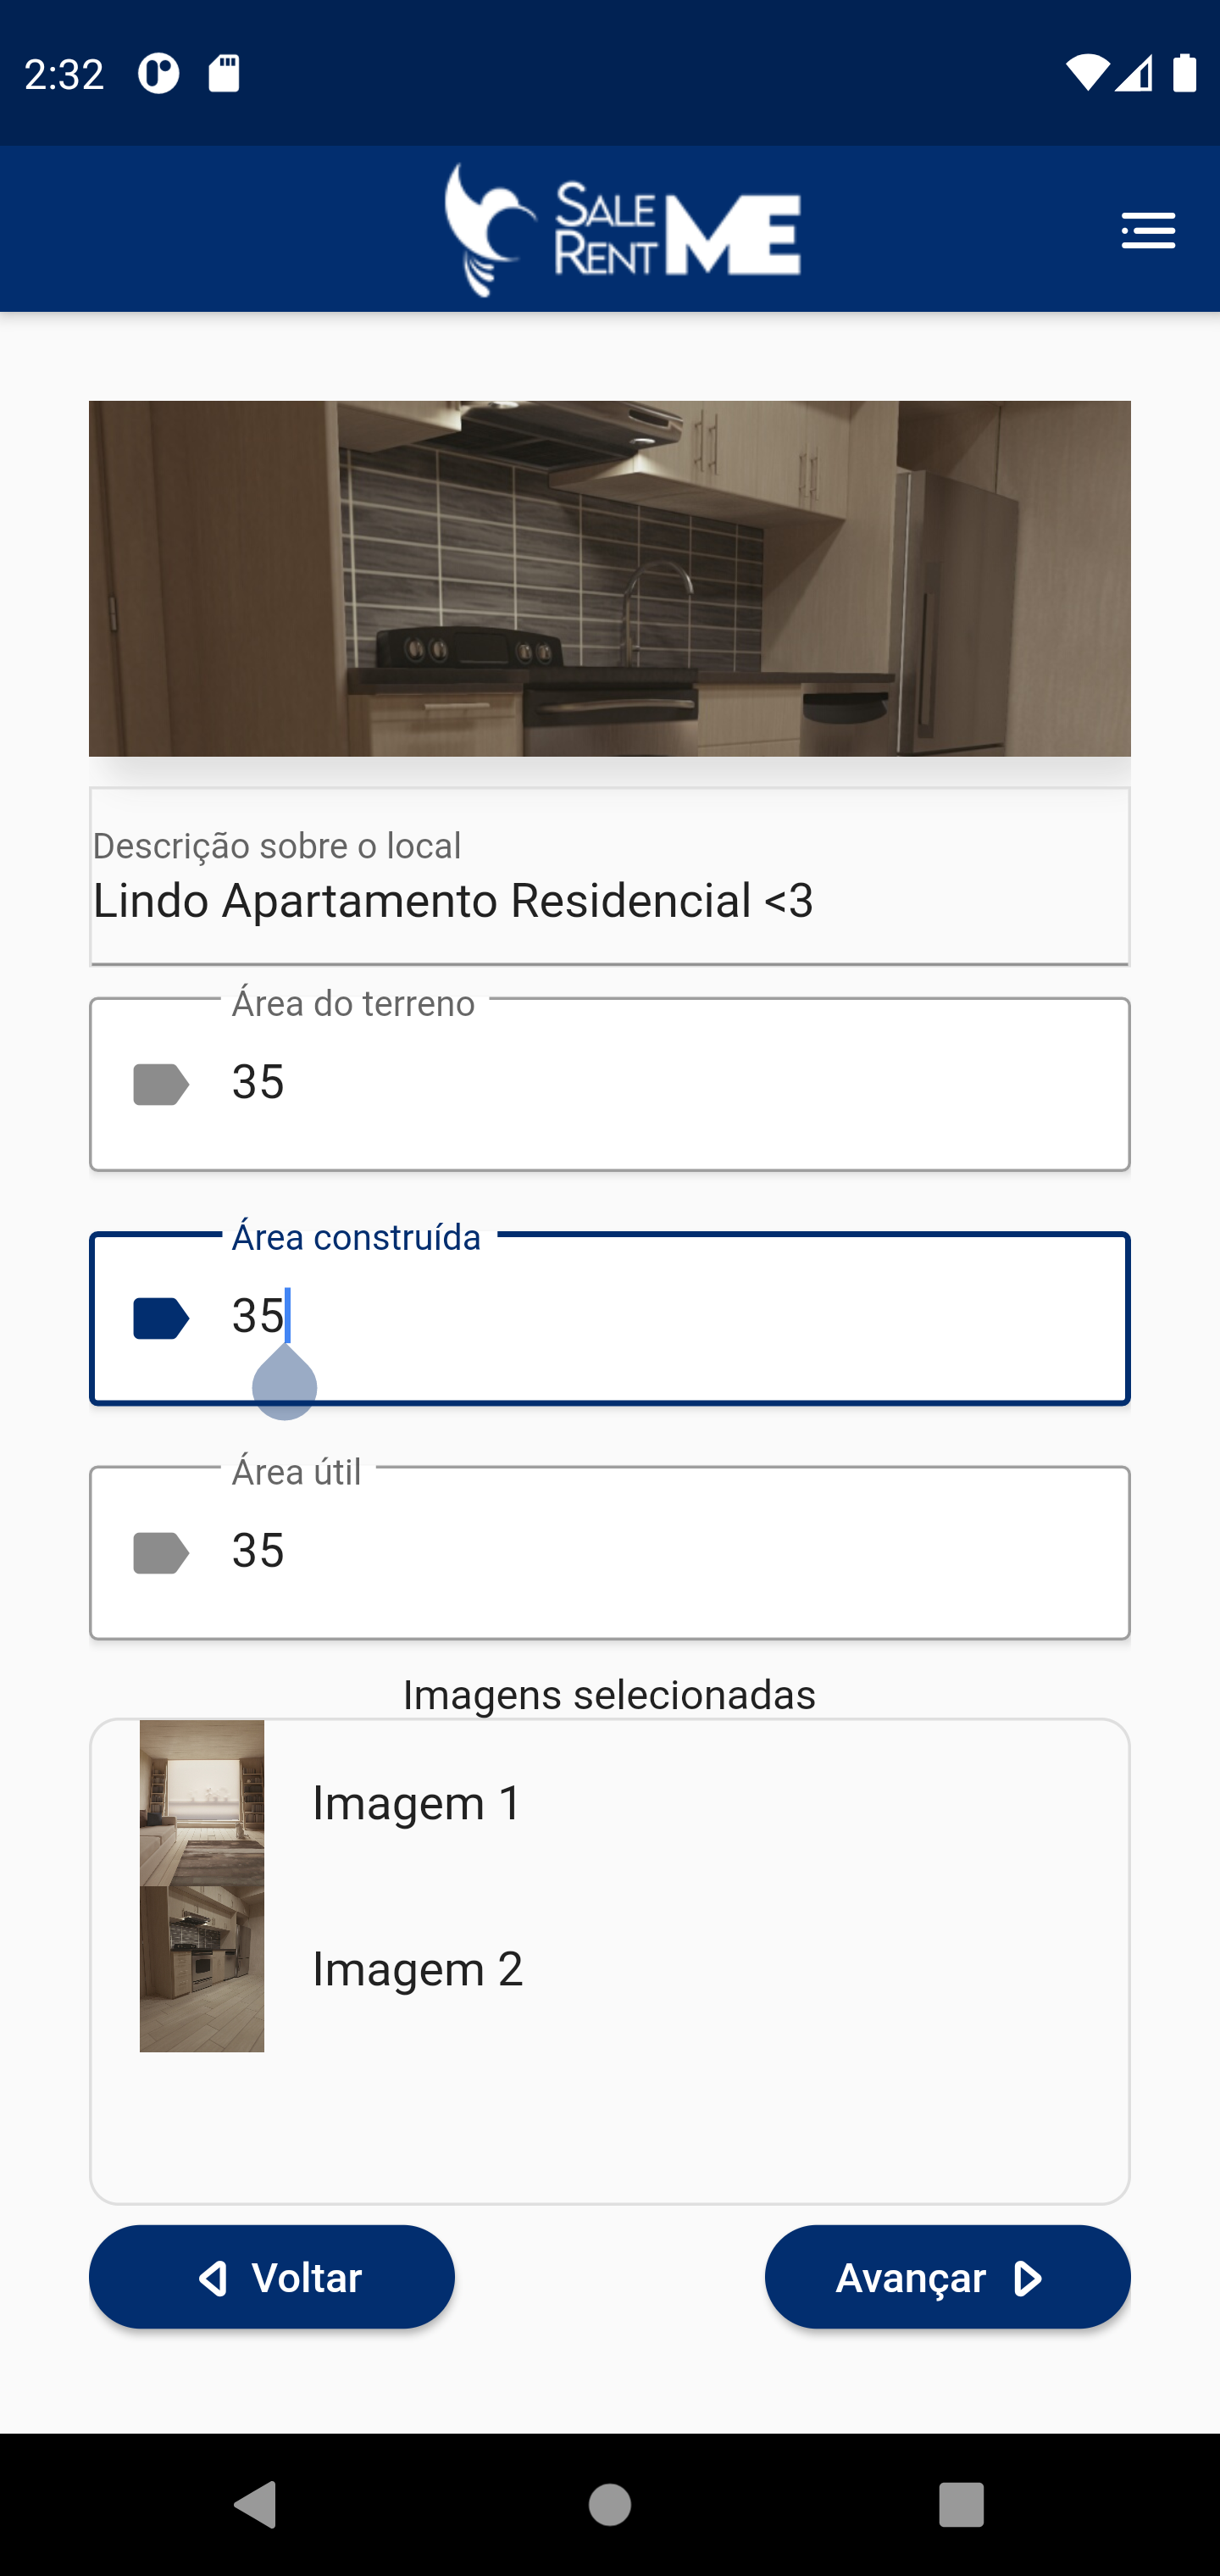 2:32
SALE
RENT ME
Descrição sobre o local
Lindo Apartamento Residencial <3
Área do terreno
35
Área construída
35
Área útil
35
Imagens selecionadas
Imagem 1
Imagem 2
Voltar
Avançar